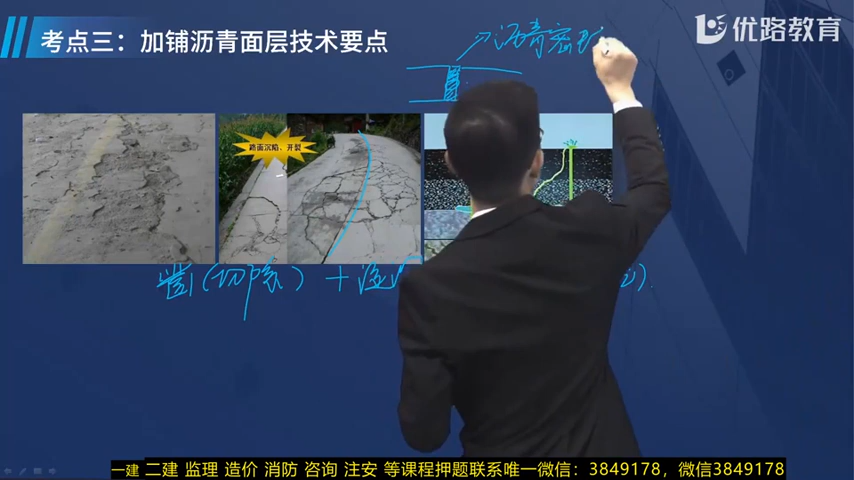 考点三：加铺沥青面层技术要点
优路教育
沥青密
路面沉陷、开裂
凿(切除) +
一建 二建 监理 造价 消防 咨询 注安 等课程押题联系唯一微信：3849178，微信3849178